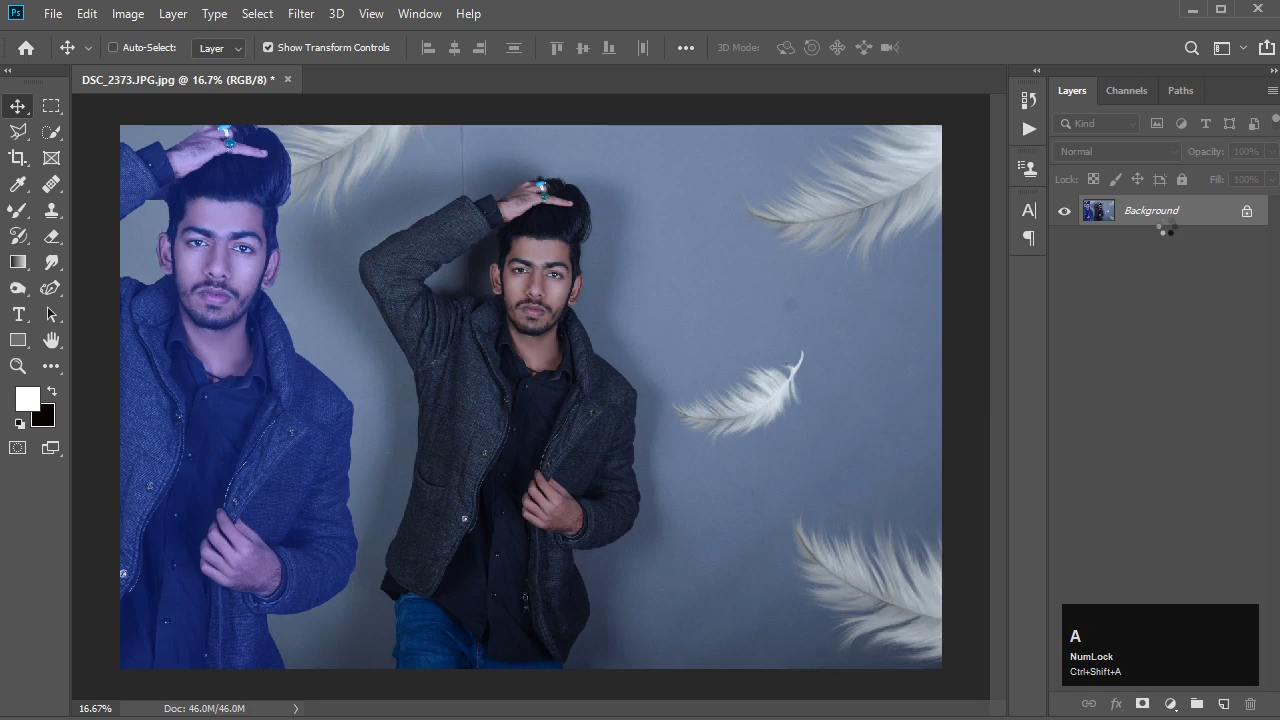 Ps File Edit Image Layer Type Select Filter 3D View Window Help
Auto-Select: Layer Show Transform Controls 3D Mode:
DSC_2373.JPG.jpg @ 16.7% (RGB/8) *
Layers Channels Paths
Kind
Normal Opacity: 100%
Lock: Fill: 100%
Background
A
NumLock
Ctrl+Shift+A
16.67% Doc: 46.0M/46.0M